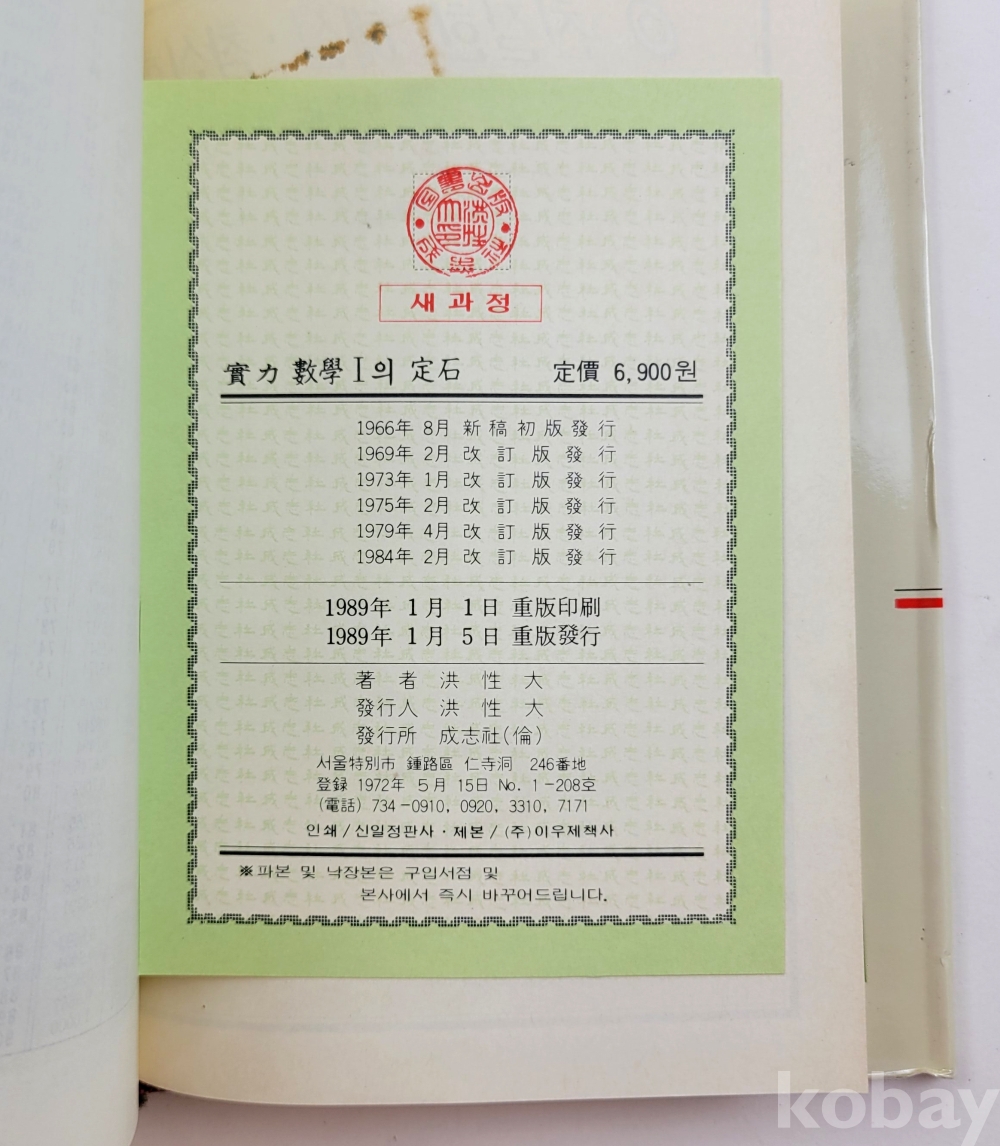 새과정
實力 數學Ⅰ의 定石 定價 6,900원
1966年 8月 新稿初版發行
1969年 2月 改訂版發行
1973年 1月 改訂版發行
1975年 2月 改訂版發行
1979年 4月 改訂版發行
1984年 2月 改訂版發行
1989年 1月 1日 重版印刷
1989年 1月 5日 重版發行
著者 洪性大
發行人 洪性大
發行所 成志社(倫)
서울特別市 鍾路區 仁寺洞 246番地
登録 1972年 5月 15日 No. 1-208호
(電話) 734-0910, 0920, 3310, 7171
인쇄/신일정판사·제본/(주)이우제책사
※파본 및 낙장본은 구입서점 및
본사에서 즉시 바꾸어드립니다.
kobay